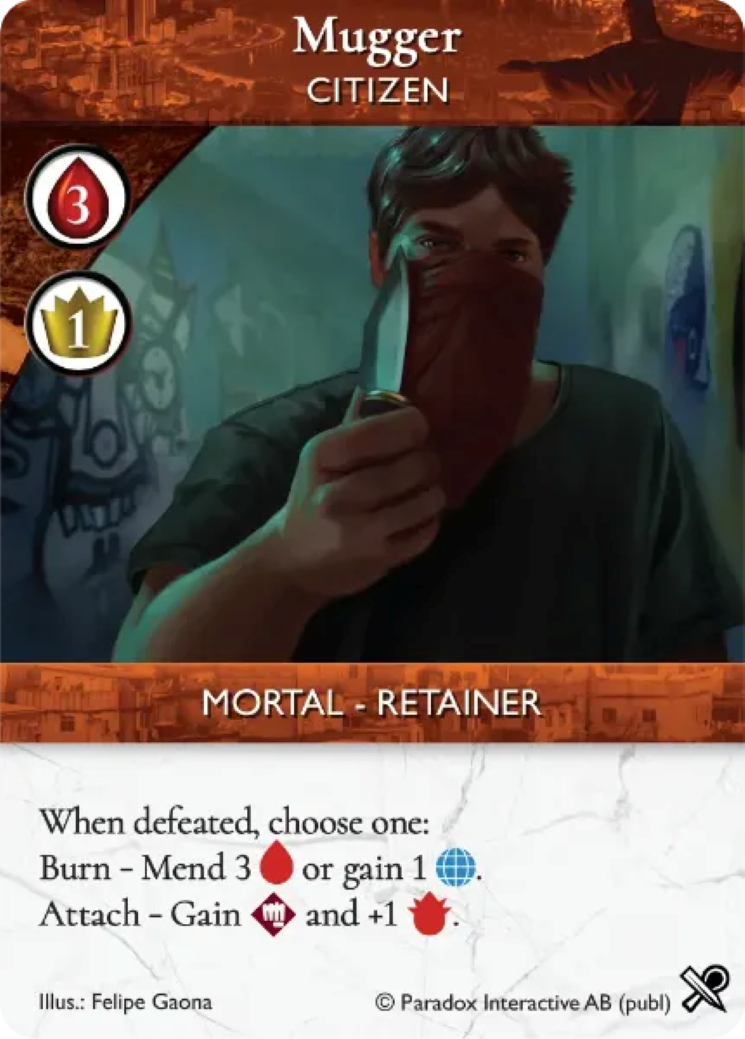 Mugger
CITIZEN
3
1
MORTAL - RETAINER
When defeated, choose one:
Burn – Mend 3 or gain 1 .
Attach – Gain and +1 .
Illus.: Felipe Gaona
© Paradox Interactive AB (publ)